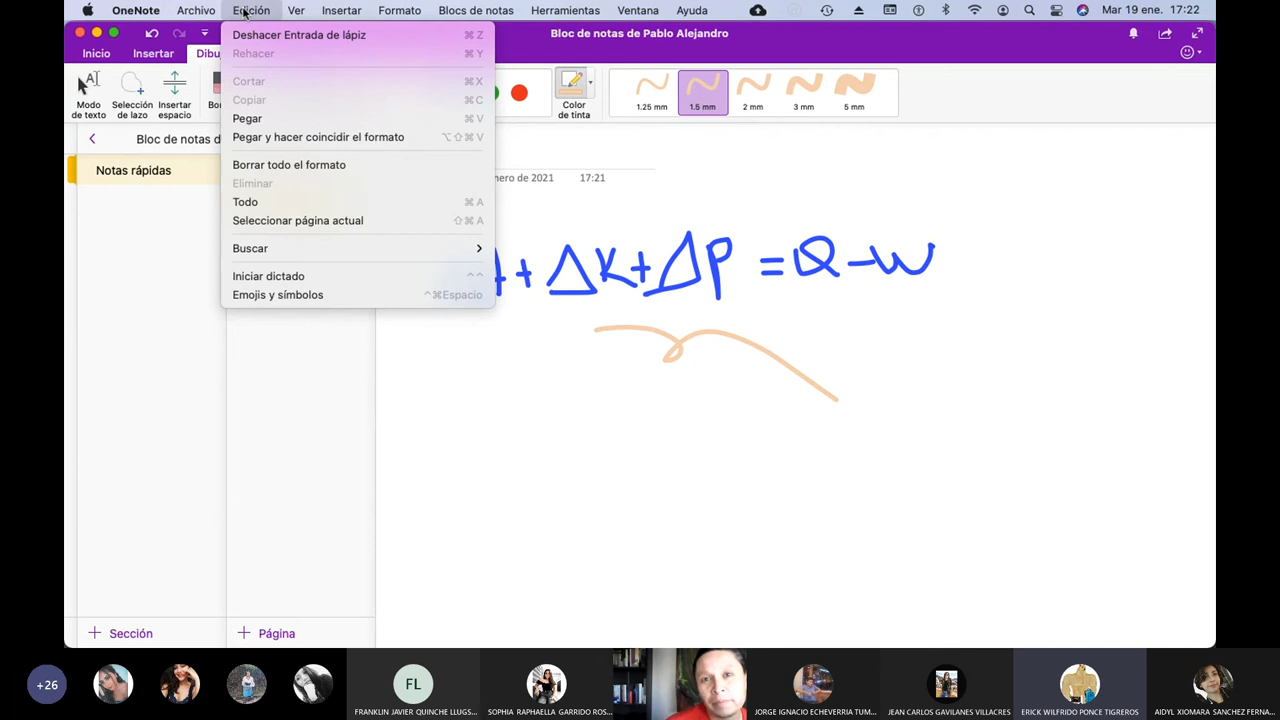 OneNote Archivo Edición Ver Insertar Formato Blocs de notas Herramientas Ventana Ayuda Mar 19 ene. 17:22
Bloc de notas de Pablo Alejandro
Inicio Insertar Dibu
Modo de texto
Selección de lazo
Insertar espacio
Bor
Color de tinta
1.25 mm 1.5 mm 2 mm 3 mm 5 mm
Deshacer Entrada de lápiz ⌘ Z
Rehacer ⌘ Y
Cortar ⌘ X
Copiar ⌘ C
Pegar ⌘ V
Pegar y hacer coincidir el formato ⌥⇧⌘ V
Borrar todo el formato
Eliminar
Todo ⌘ A
Seleccionar página actual ⇧⌘ A
Buscar
Iniciar dictado ^ ^
Emojis y símbolos ^⌘Espacio
Bloc de notas d
Notas rápidas
nero de 2021 17:21
+ ΔK + ΔP = Q - W
+ Sección + Página
+26
FL
FRANKLIN JAVIER QUINCHE LLUGS... SOPHIA RAPHAELLA GARRIDO ROS... JORGE IGNACIO ECHEVERRIA TUM... JEAN CARLOS GAVILANES VILLACRES ERICK WILFRIDO PONCE TIGREROS AIDYL XIOMARA SANCHEZ FERNA...